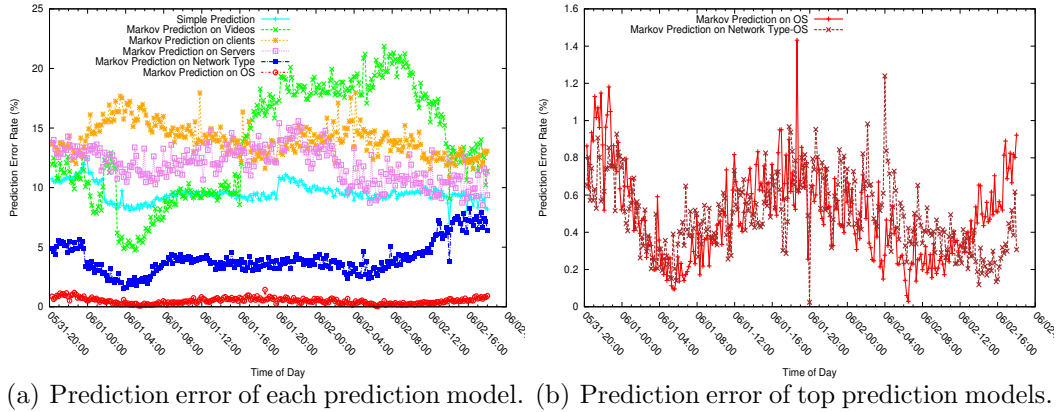 Simple Prediction
Markov Prediction on Videos
Markov Prediction on clients
Markov Prediction on Servers
Markov Prediction on Network Type
Markov Prediction on OS
Prediction Error Rate (%)
25
20
15
10
5
0
05/31-20:00
06/01-00:00
06/01-04:00
06/01-08:00
06/01-12:00
06/01-16:00
06/01-20:00
06/02-00:00
06/02-04:00
06/02-08:00
06/02-12:00
06/02-16:00
06/02-20:00
Time of Day
(a) Prediction error of each prediction model.
Markov Prediction on OS
Markov Prediction on Network Type-OS
Prediction Error Rate (%)
1.6
1.4
1.2
1
0.8
0.6
0.4
0.2
0
05/31-20:00
06/01-00:00
06/01-04:00
06/01-08:00
06/01-12:00
06/01-16:00
06/01-20:00
06/02-00:00
06/02-04:00
06/02-08:00
06/02-12:00
06/02-16:00
06/02-20:00
Time of Day
(b) Prediction error of top prediction models.